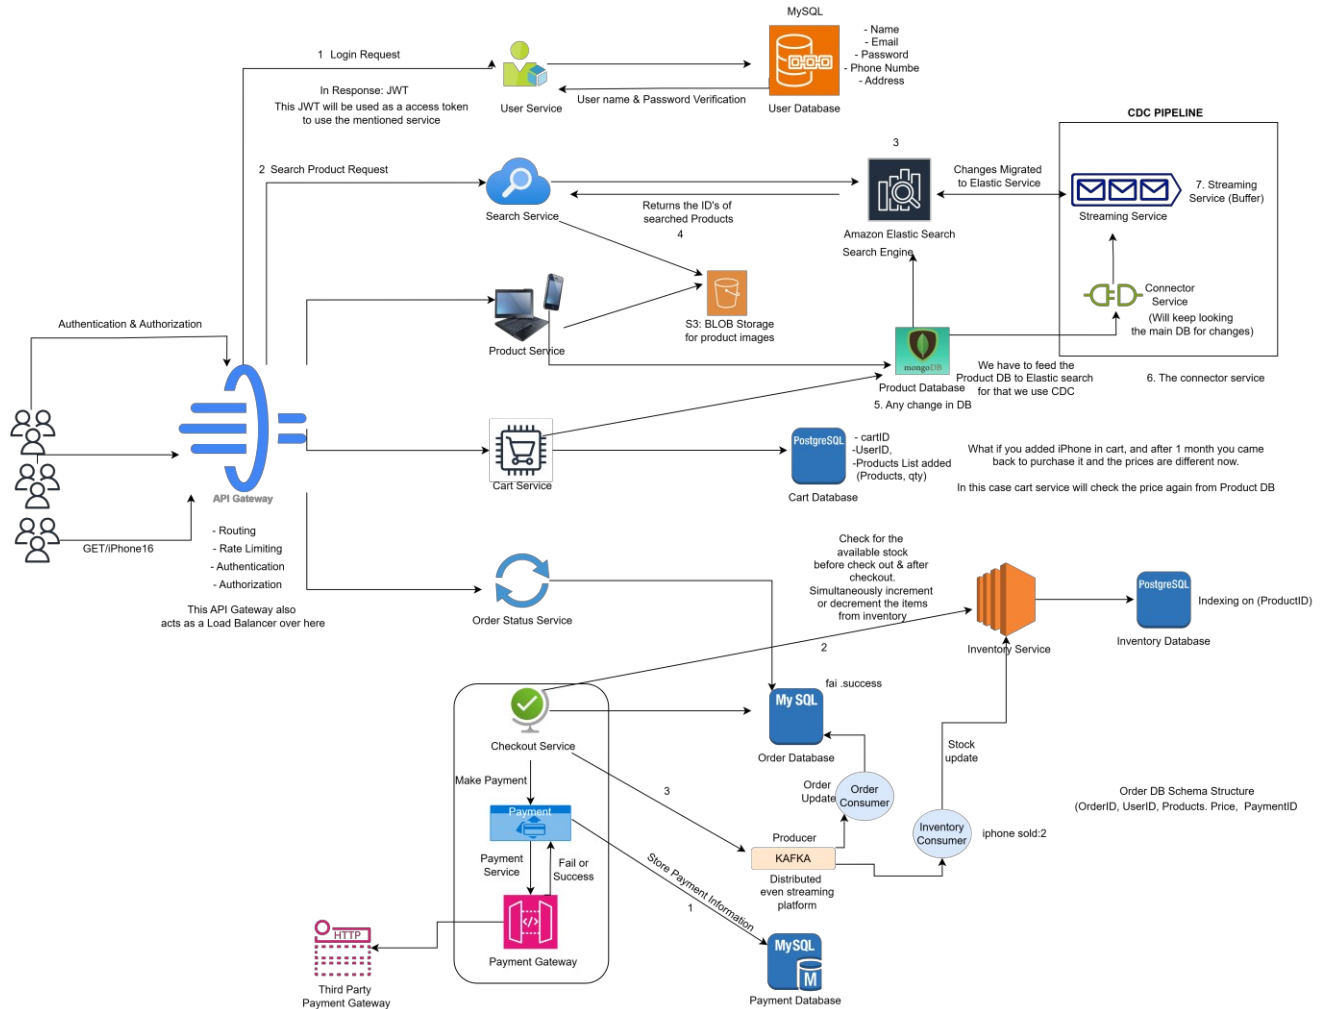 MySQL
- Name
- Email
- Password
- Phone Numbe
- Address
User Database
1 Login Request
In Response: JWT
This JWT will be used as a access token
to use the mentioned service
User Service
User name & Password Verification
CDC PIPELINE
2 Search Product Request
Search Service
Returns the ID's of
searched Products
4
3
Amazon Elastic Search
Search Engine
Changes Migrated
to Elastic Service
Streaming Service
7. Streaming
Service (Buffer)
Connector
Service
(Will keep looking
the main DB for changes)
6. The connector service
Product Service
S3: BLOB Storage
for product images
mongoDB
Product Database
5. Any change in DB
We have to feed the
Product DB to Elastic search
for that we use CDC
Authentication & Authorization
GET/iPhone16
API Gateway
- Routing
- Rate Limiting
- Authentication
- Authorization
This API Gateway also
acts as a Load Balancer over here
Cart Service
PostgreSQL
Cart Database
- cartID
-UserID,
-Products List added
(Products, qty)
What if you added iPhone in cart, and after 1 month you came
back to purchase it and the prices are different now.
In this case cart service will check the price again from Product DB
Order Status Service
Check for the
available stock
before check out & after
checkout.
Simultaneously increment
or decrement the items
from inventory
2
Inventory Service
PostgreSQL
Inventory Database
Indexing on (ProductID)
Checkout Service
My SQL
Order Database
fai .success
Make Payment
Payment
Payment
Service
Fail or
Success
Payment Gateway
HTTP
Third Party
Payment Gateway
3
Store Payment Information
1
MySQL
M
Payment Database
Producer
KAFKA
Distributed
even streaming
platform
Order
Update
Order
Consumer
Inventory
Consumer
iphone sold:2
Stock
update
Order DB Schema Structure
(OrderID, UserID, Products. Price, PaymentID